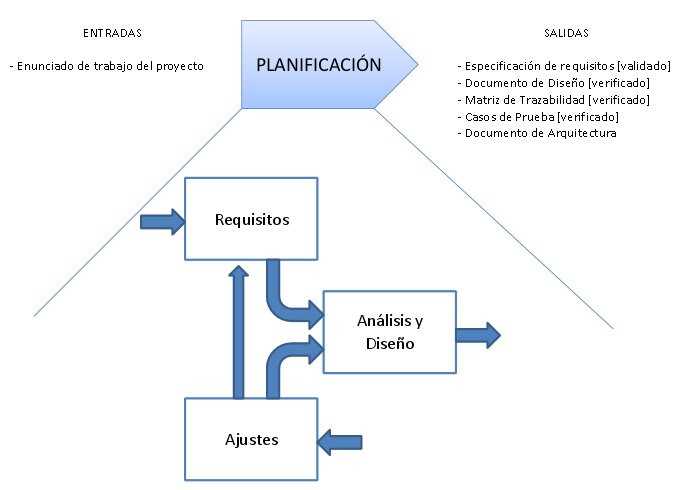 ENTRADAS
- Enunciado de trabajo del proyecto
PLANIFICACIÓN
SALIDAS
- Especificación de requisitos [validado]
- Documento de Diseño [verificado]
- Matriz de Trazabilidad [verificado]
- Casos de Prueba [verificado]
- Documento de Arquitectura
Requisitos
Análisis y
Diseño
Ajustes